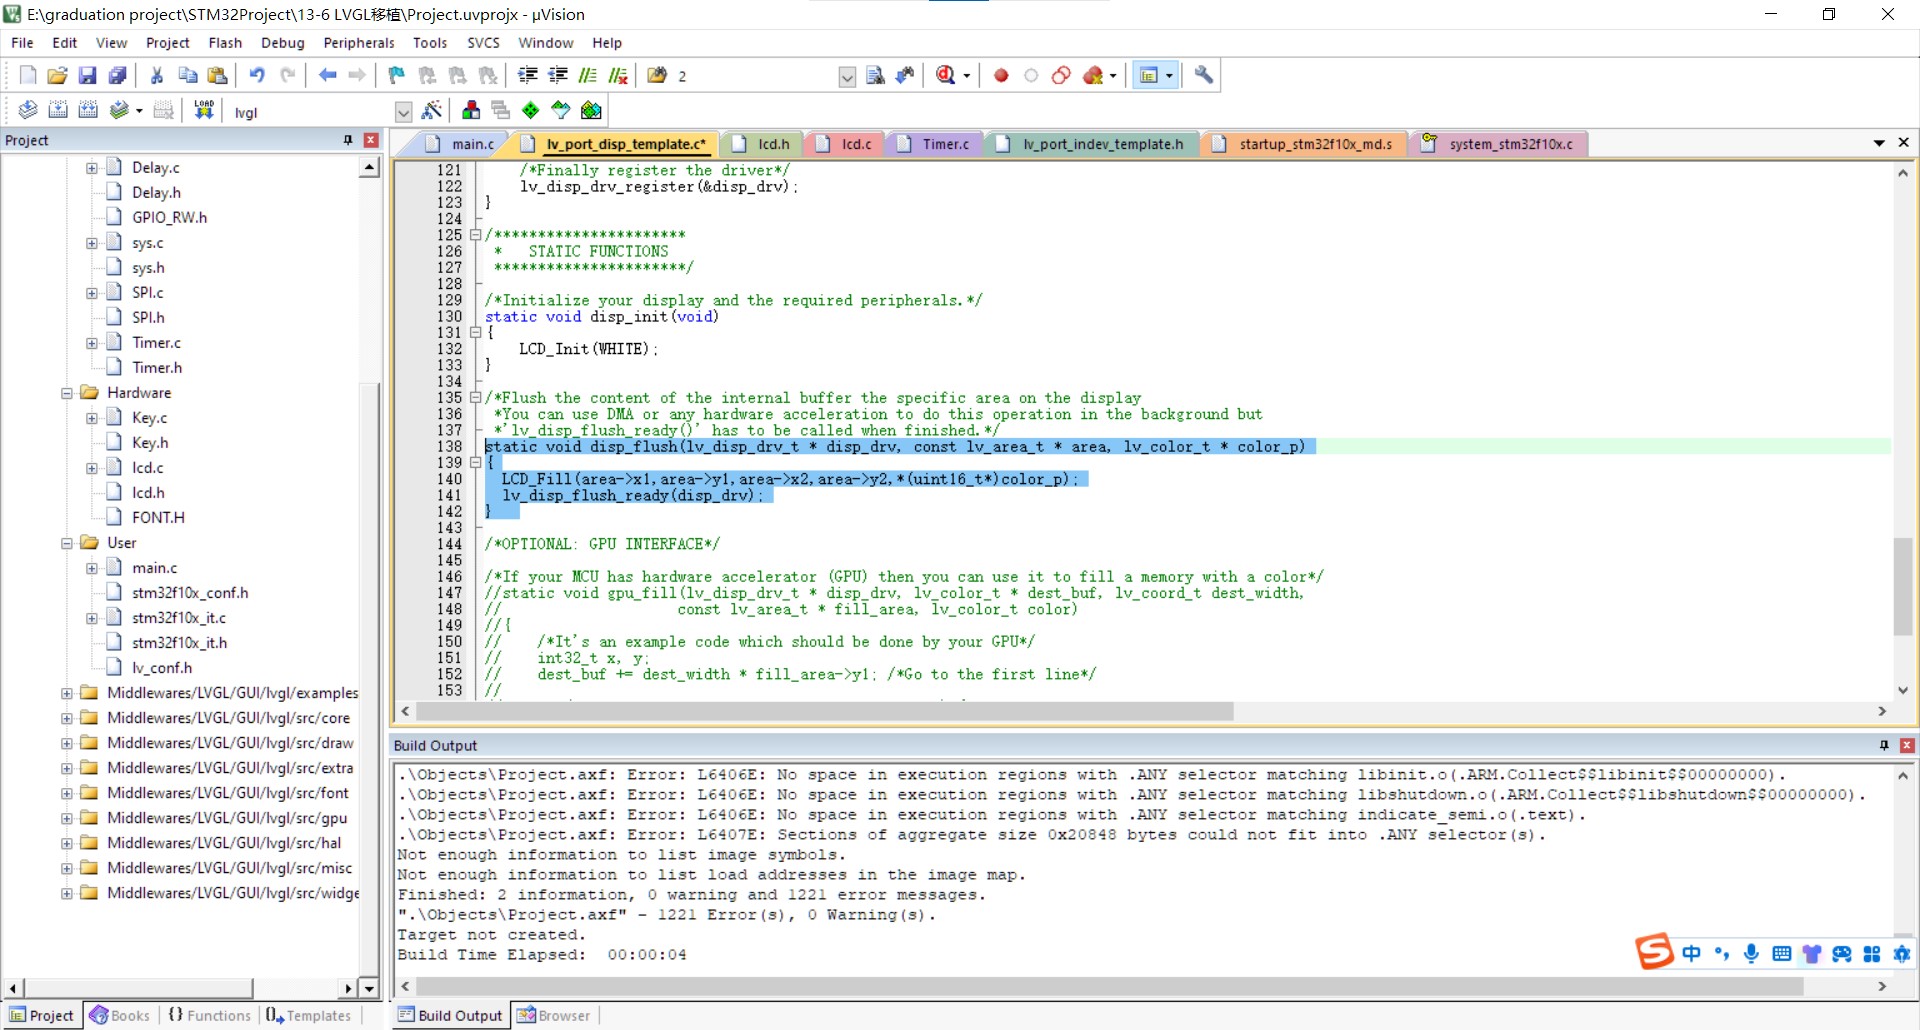 E:\graduation project\STM32Project\13-6 LVGL移植\Project.uvprojx - µVision
File Edit View Project Flash Debug Peripherals Tools SVCS Window Help
2
LOAD lvgl
Project
main.c lv_port_disp_template.c* lcd.h lcd.c Timer.c lv_port_indev_template.h startup_stm32f10x_md.s system_stm32f10x.c
Delay.c
Delay.h
GPIO_RW.h
sys.c
sys.h
SPI.c
SPI.h
Timer.c
Timer.h
Hardware
Key.c
Key.h
lcd.c
lcd.h
FONT.H
User
main.c
stm32f10x_conf.h
stm32f10x_it.c
stm32f10x_it.h
lv_conf.h
Middlewares/LVGL/GUI/lvgl/examples
Middlewares/LVGL/GUI/lvgl/src/core
Middlewares/LVGL/GUI/lvgl/src/draw
Middlewares/LVGL/GUI/lvgl/src/extra
Middlewares/LVGL/GUI/lvgl/src/font
Middlewares/LVGL/GUI/lvgl/src/gpu
Middlewares/LVGL/GUI/lvgl/src/hal
Middlewares/LVGL/GUI/lvgl/src/misc
Middlewares/LVGL/GUI/lvgl/src/widge
Project Books {} Functions Templates
121 /*Finally register the driver*/
122 lv_disp_drv_register(&disp_drv);
123 }
124
125 /**********************
126 *   STATIC FUNCTIONS
127 **********************/
128
129 /*Initialize your display and the required peripherals.*/
130 static void disp_init(void)
131 {
132 LCD_Init(WHITE);
133 }
134
135 /*Flush the content of the internal buffer the specific area on the display
136 *You can use DMA or any hardware acceleration to do this operation in the background but
137 *'lv_disp_flush_ready()' has to be called when finished.*/
138 static void disp_flush(lv_disp_drv_t * disp_drv, const lv_area_t * area, lv_color_t * color_p)
139 {
140 LCD_Fill(area->x1,area->y1,area->x2,area->y2,*(uint16_t*)color_p);
141 lv_disp_flush_ready(disp_drv);
142 }
143
144 /*OPTIONAL: GPU INTERFACE*/
145
146 /*If your MCU has hardware accelerator (GPU) then you can use it to fill a memory with a color*/
147 //static void gpu_fill(lv_disp_drv_t * disp_drv, lv_color_t * dest_buf, lv_coord_t dest_width,
148 // const lv_area_t * fill_area, lv_color_t color)
149 //{
150 // /*It's an example code which should be done by your GPU*/
151 // int32_t x, y;
152 // dest_buf += dest_width * fill_area->y1; /*Go to the first line*/
153 //
Build Output
.\Objects\Project.axf: Error: L6406E: No space in execution regions with .ANY selector matching libinit.o(.ARM.Collect$$libinit$$00000000).
.\Objects\Project.axf: Error: L6406E: No space in execution regions with .ANY selector matching libshutdown.o(.ARM.Collect$$libshutdown$$00000000).
.\Objects\Project.axf: Error: L6406E: No space in execution regions with .ANY selector matching indicate_semi.o(.text).
.\Objects\Project.axf: Error: L6407E: Sections of aggregate size 0x20848 bytes could not fit into .ANY selector(s).
Not enough information to list image symbols.
Not enough information to list load addresses in the image map.
Finished: 2 information, 0 warning and 1221 error messages.
".\Objects\Project.axf" - 1221 Error(s), 0 Warning(s).
Target not created.
Build Time Elapsed:  00:00:04
S 中
Build Output Browser